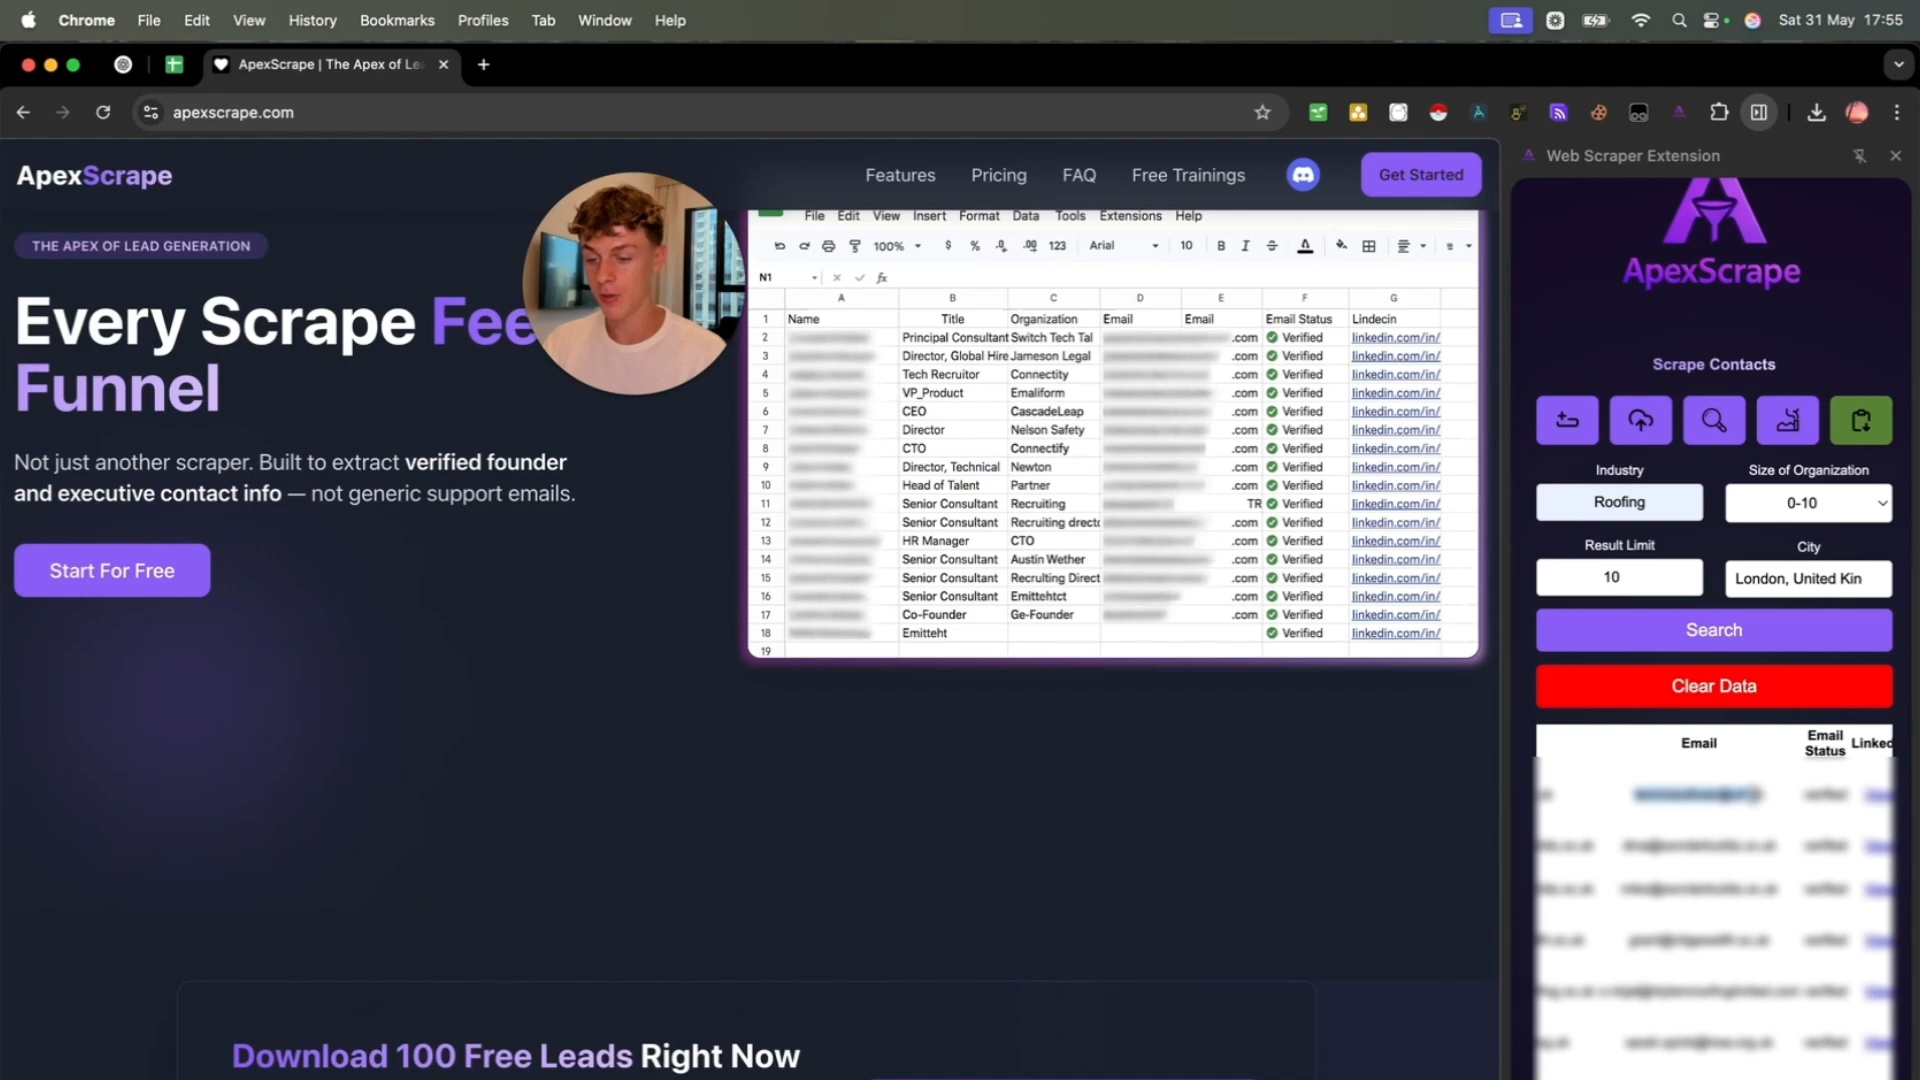 Chrome File Edit View History Bookmarks Profiles Tab Window Help Sat 31 May 17:55
ApexScrape | The Apex of Le
apexscrape.com
Web Scraper Extension
ApexScrape
Features Pricing FAQ Free Trainings Get Started
THE APEX OF LEAD GENERATION
Every Scrape Fee
Funnel
Not just another scraper. Built to extract verified founder
and executive contact info — not generic support emails.
Start For Free
File Edit View Insert Format Data Tools Extensions Help
100% $ % .0 .00 123 Arial 10 B I
N1 fx
A B C D E F G
1 Name Title Organization Email Email Email Status Lindecin
2 Principal Consultant Switch Tech Tal .com Verified linkedin.com/in/
3 Director, Global Hire Jameson Legal .com Verified linkedin.com/in/
4 Tech Recruitor Connectity .com Verified linkedin.com/in/
5 VP_Product Emaliform .com Verified linkedin.com/in/
6 CEO CascadeLeap .com Verified linkedin.com/in/
7 Director Nelson Safety .com Verified linkedin.com/in/
8 CTO Connectify .com Verified linkedin.com/in/
9 Director, Technical Newton .com Verified linkedin.com/in/
10 Head of Talent Partner .com Verified linkedin.com/in/
11 Senior Consultant Recruiting TR Verified linkedin.com/in/
12 Senior Consultant Recruiting directo .com Verified linkedin.com/in/
13 HR Manager CTO .com Verified linkedin.com/in/
14 Senior Consultant Austin Wether .com Verified linkedin.com/in/
15 Senior Consultant Recruiting Direct .com Verified linkedin.com/in/
16 Senior Consultant Emittehtct .com Verified linkedin.com/in/
17 Co-Founder Ge-Founder .com Verified linkedin.com/in/
18 Emitteht Verified linkedin.com/in/
19
Download 100 Free Leads Right Now
ApexScrape
Scrape Contacts
Industry Size of Organization
Roofing 0-10
Result Limit City
10 London, United Kin
Search
Clear Data
Email Email Status Linked